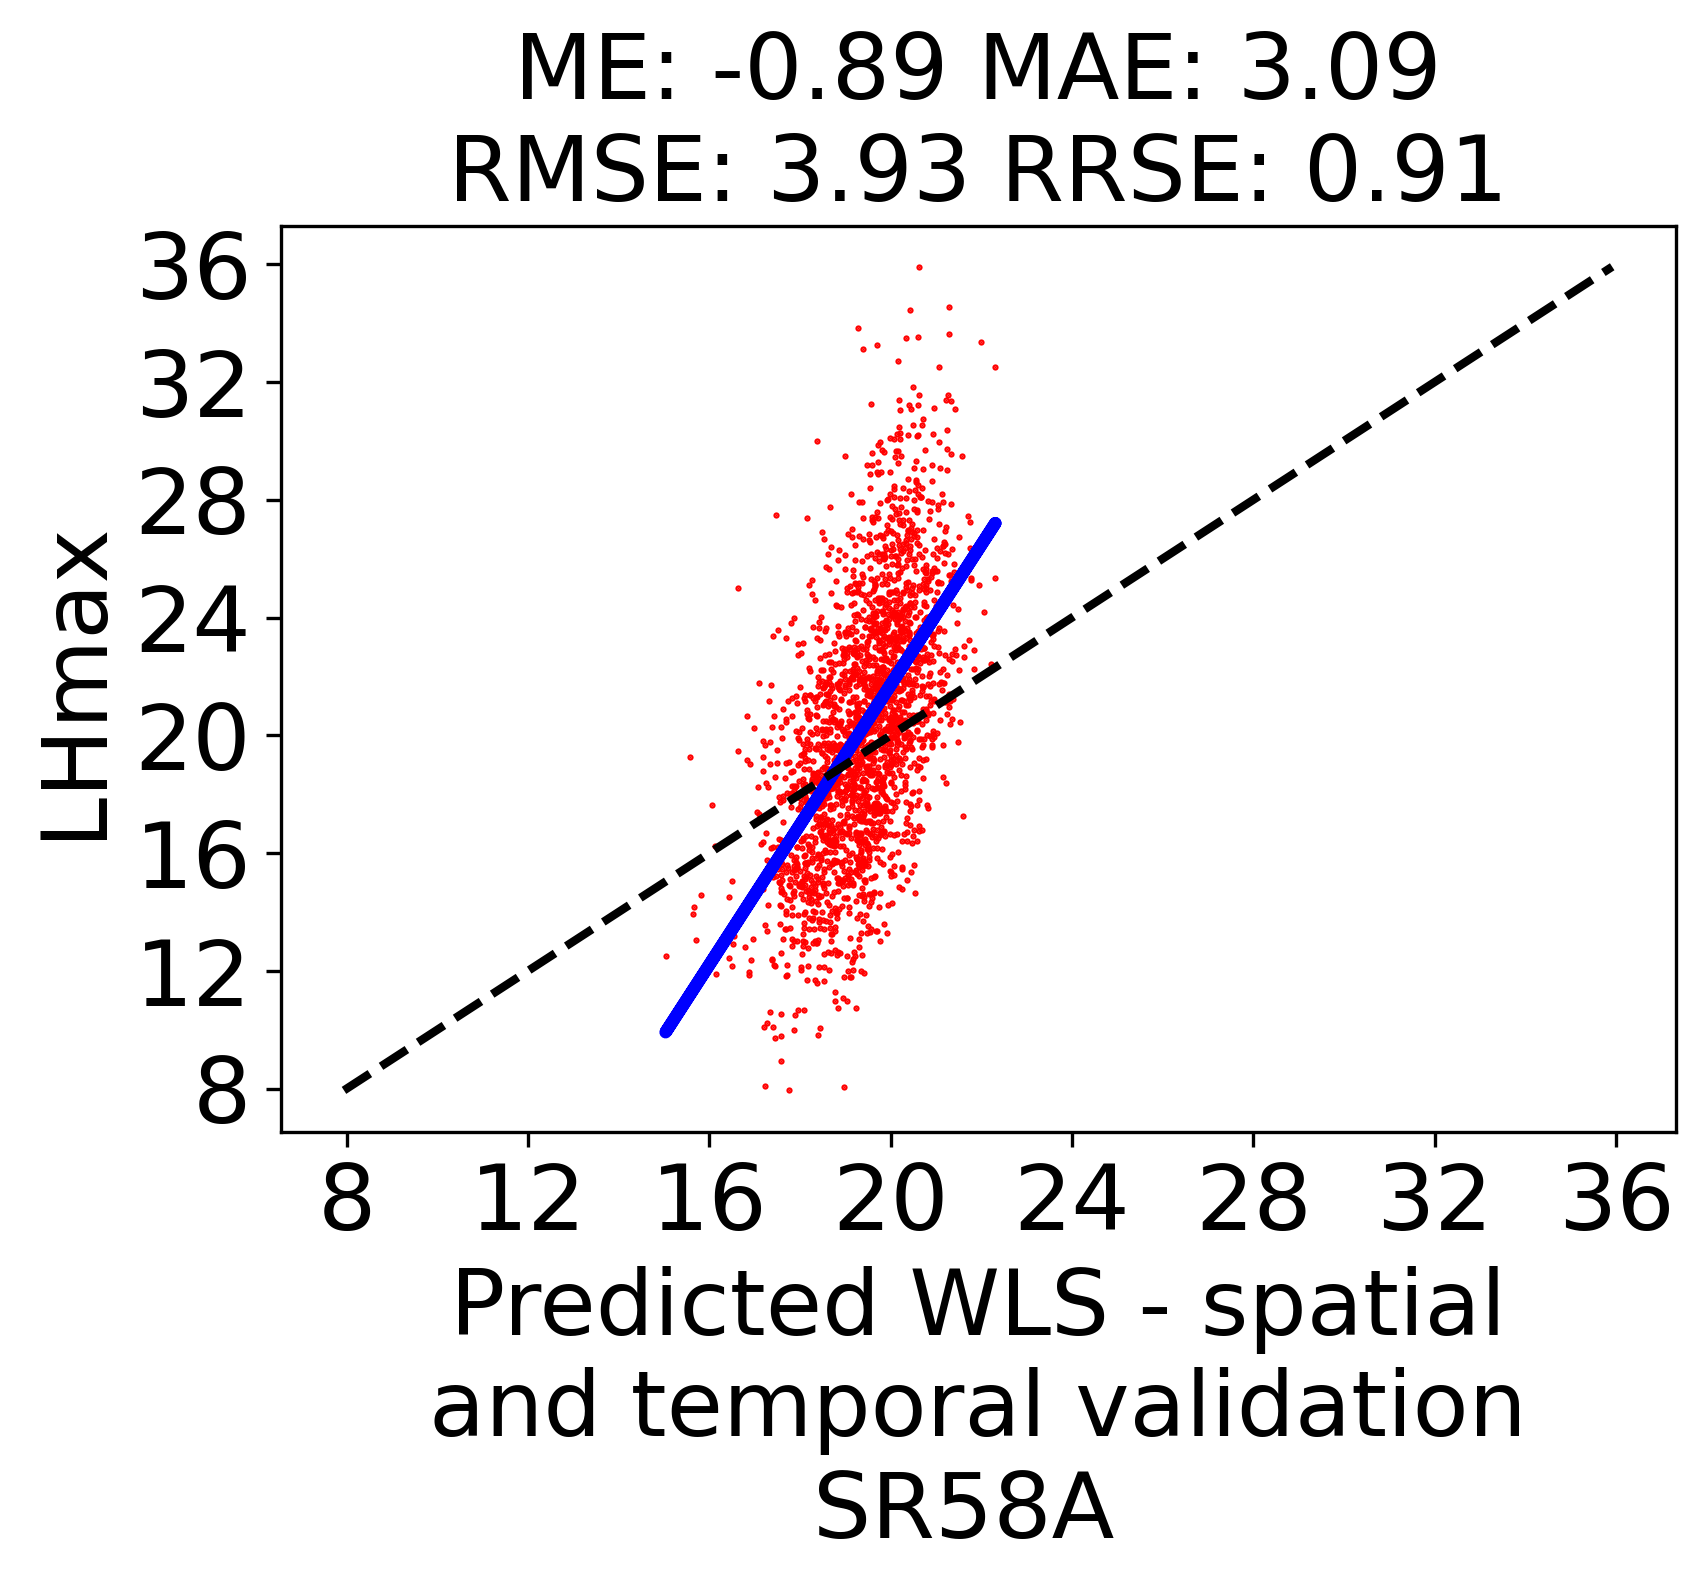 ME: -0.89 MAE: 3.09
RMSE: 3.93 RRSE: 0.91
36
32
28
24
20
16
12
8
LHmax
8 12 16 20 24 28 32 36
Predicted WLS - spatial
and temporal validation
SR58A